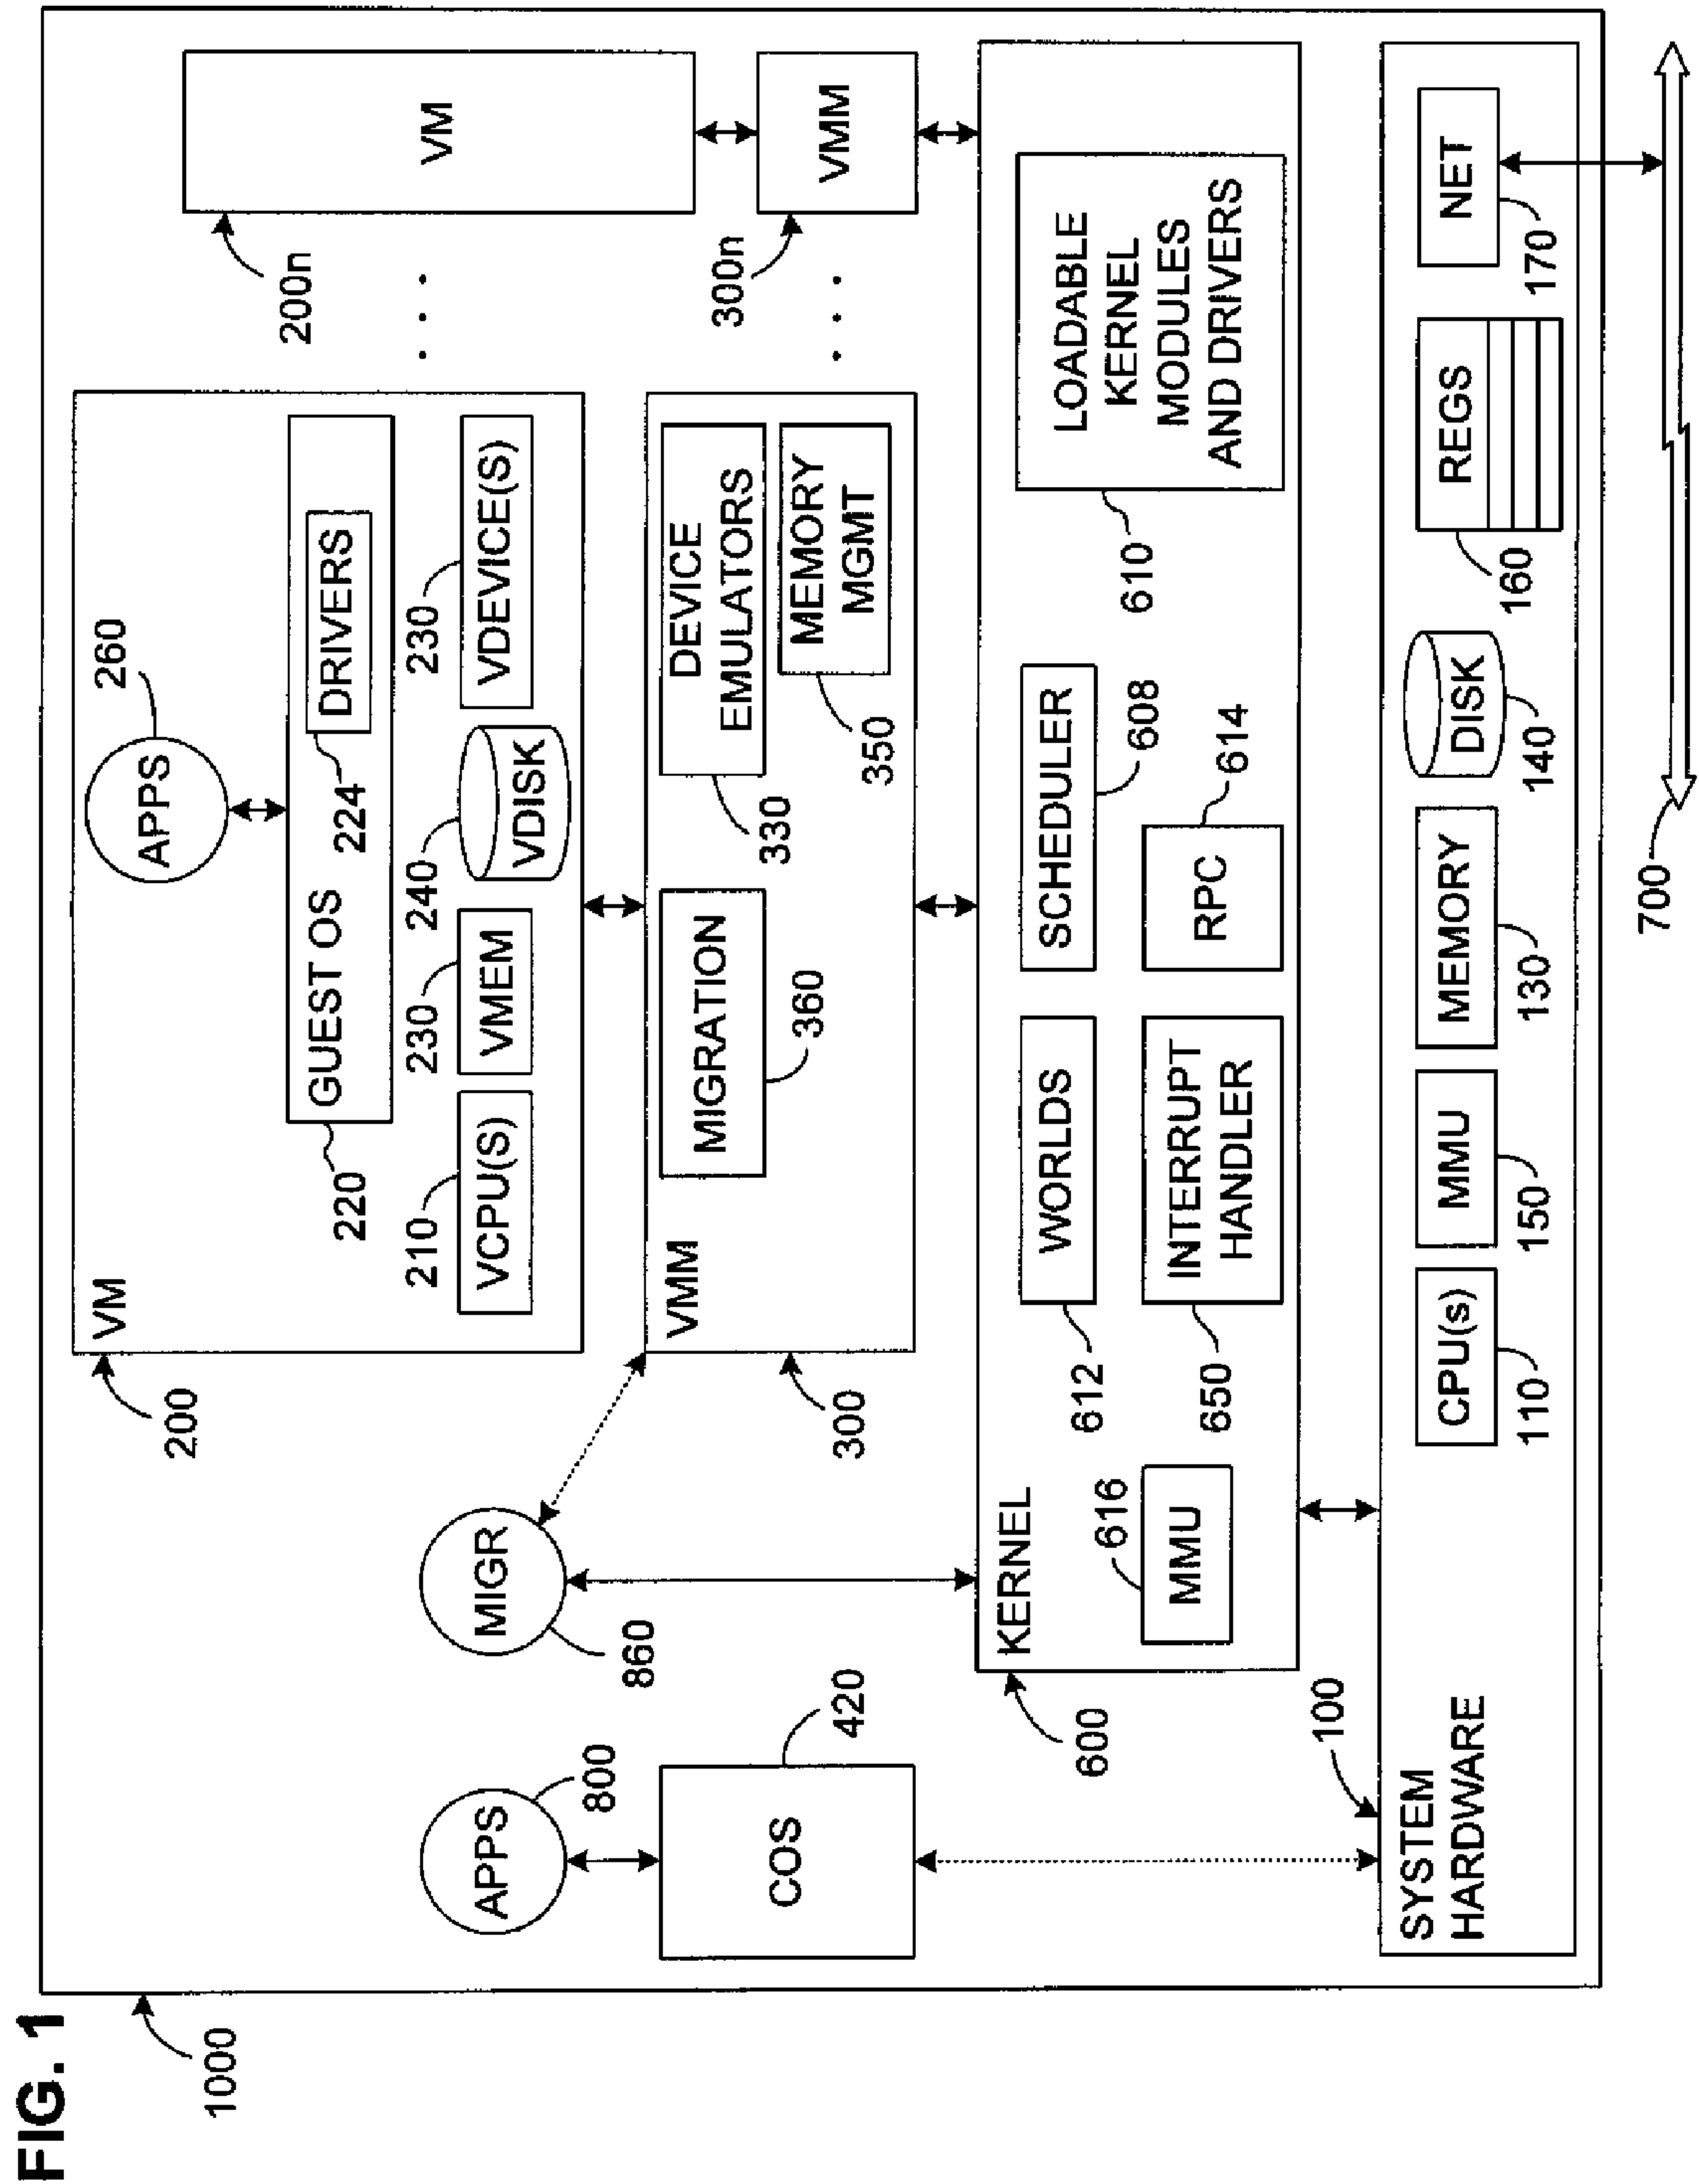 FIG. 1
1000
VM
200
APPS
260
GUEST OS
DRIVERS
220
224
210
230
240
230
VCPU(S)
VMEM
VDISK
VDEVICE(S)
200n
VM
. . .
VMM
300
MIGRATION
360
DEVICE
EMULATORS
330
MEMORY
MGMT
350
300n
VMM
. . .
APPS
800
COS
420
MIGR
860
KERNEL
600
WORLDS
612
SCHEDULER
608
MMU
616
INTERRUPT
HANDLER
650
RPC
614
LOADABLE
KERNEL
MODULES
AND DRIVERS
610
SYSTEM
HARDWARE
100
CPU(s)
110
MMU
150
MEMORY
130
DISK
140
REGS
160
NET
170
700